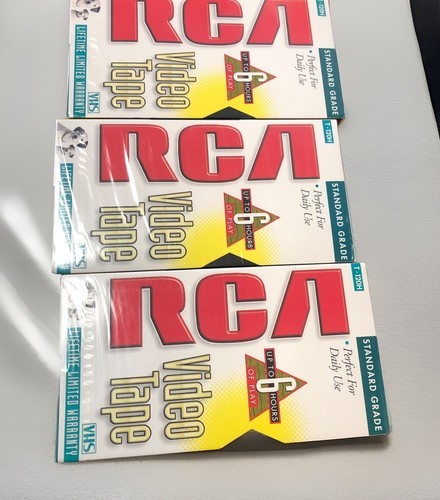 T-120H
RCA
STANDARD GRADE
• Perfect For
Daily Use
UP TO
6
HOURS
OF PLAY
Video
Tape
LIFETIME LIMITED WARRANTY
VHS
T-120H
RCA
STANDARD GRADE
• Perfect For
Daily Use
UP TO
6
HOURS
OF PLAY
Video
Tape
VHS
T-120H
RCA
STANDARD GRADE
• Perfect For
Daily Use
UP TO
6
HOURS
OF PLAY
Video
Tape
LIFETIME LIMITED WARRANTY
VHS